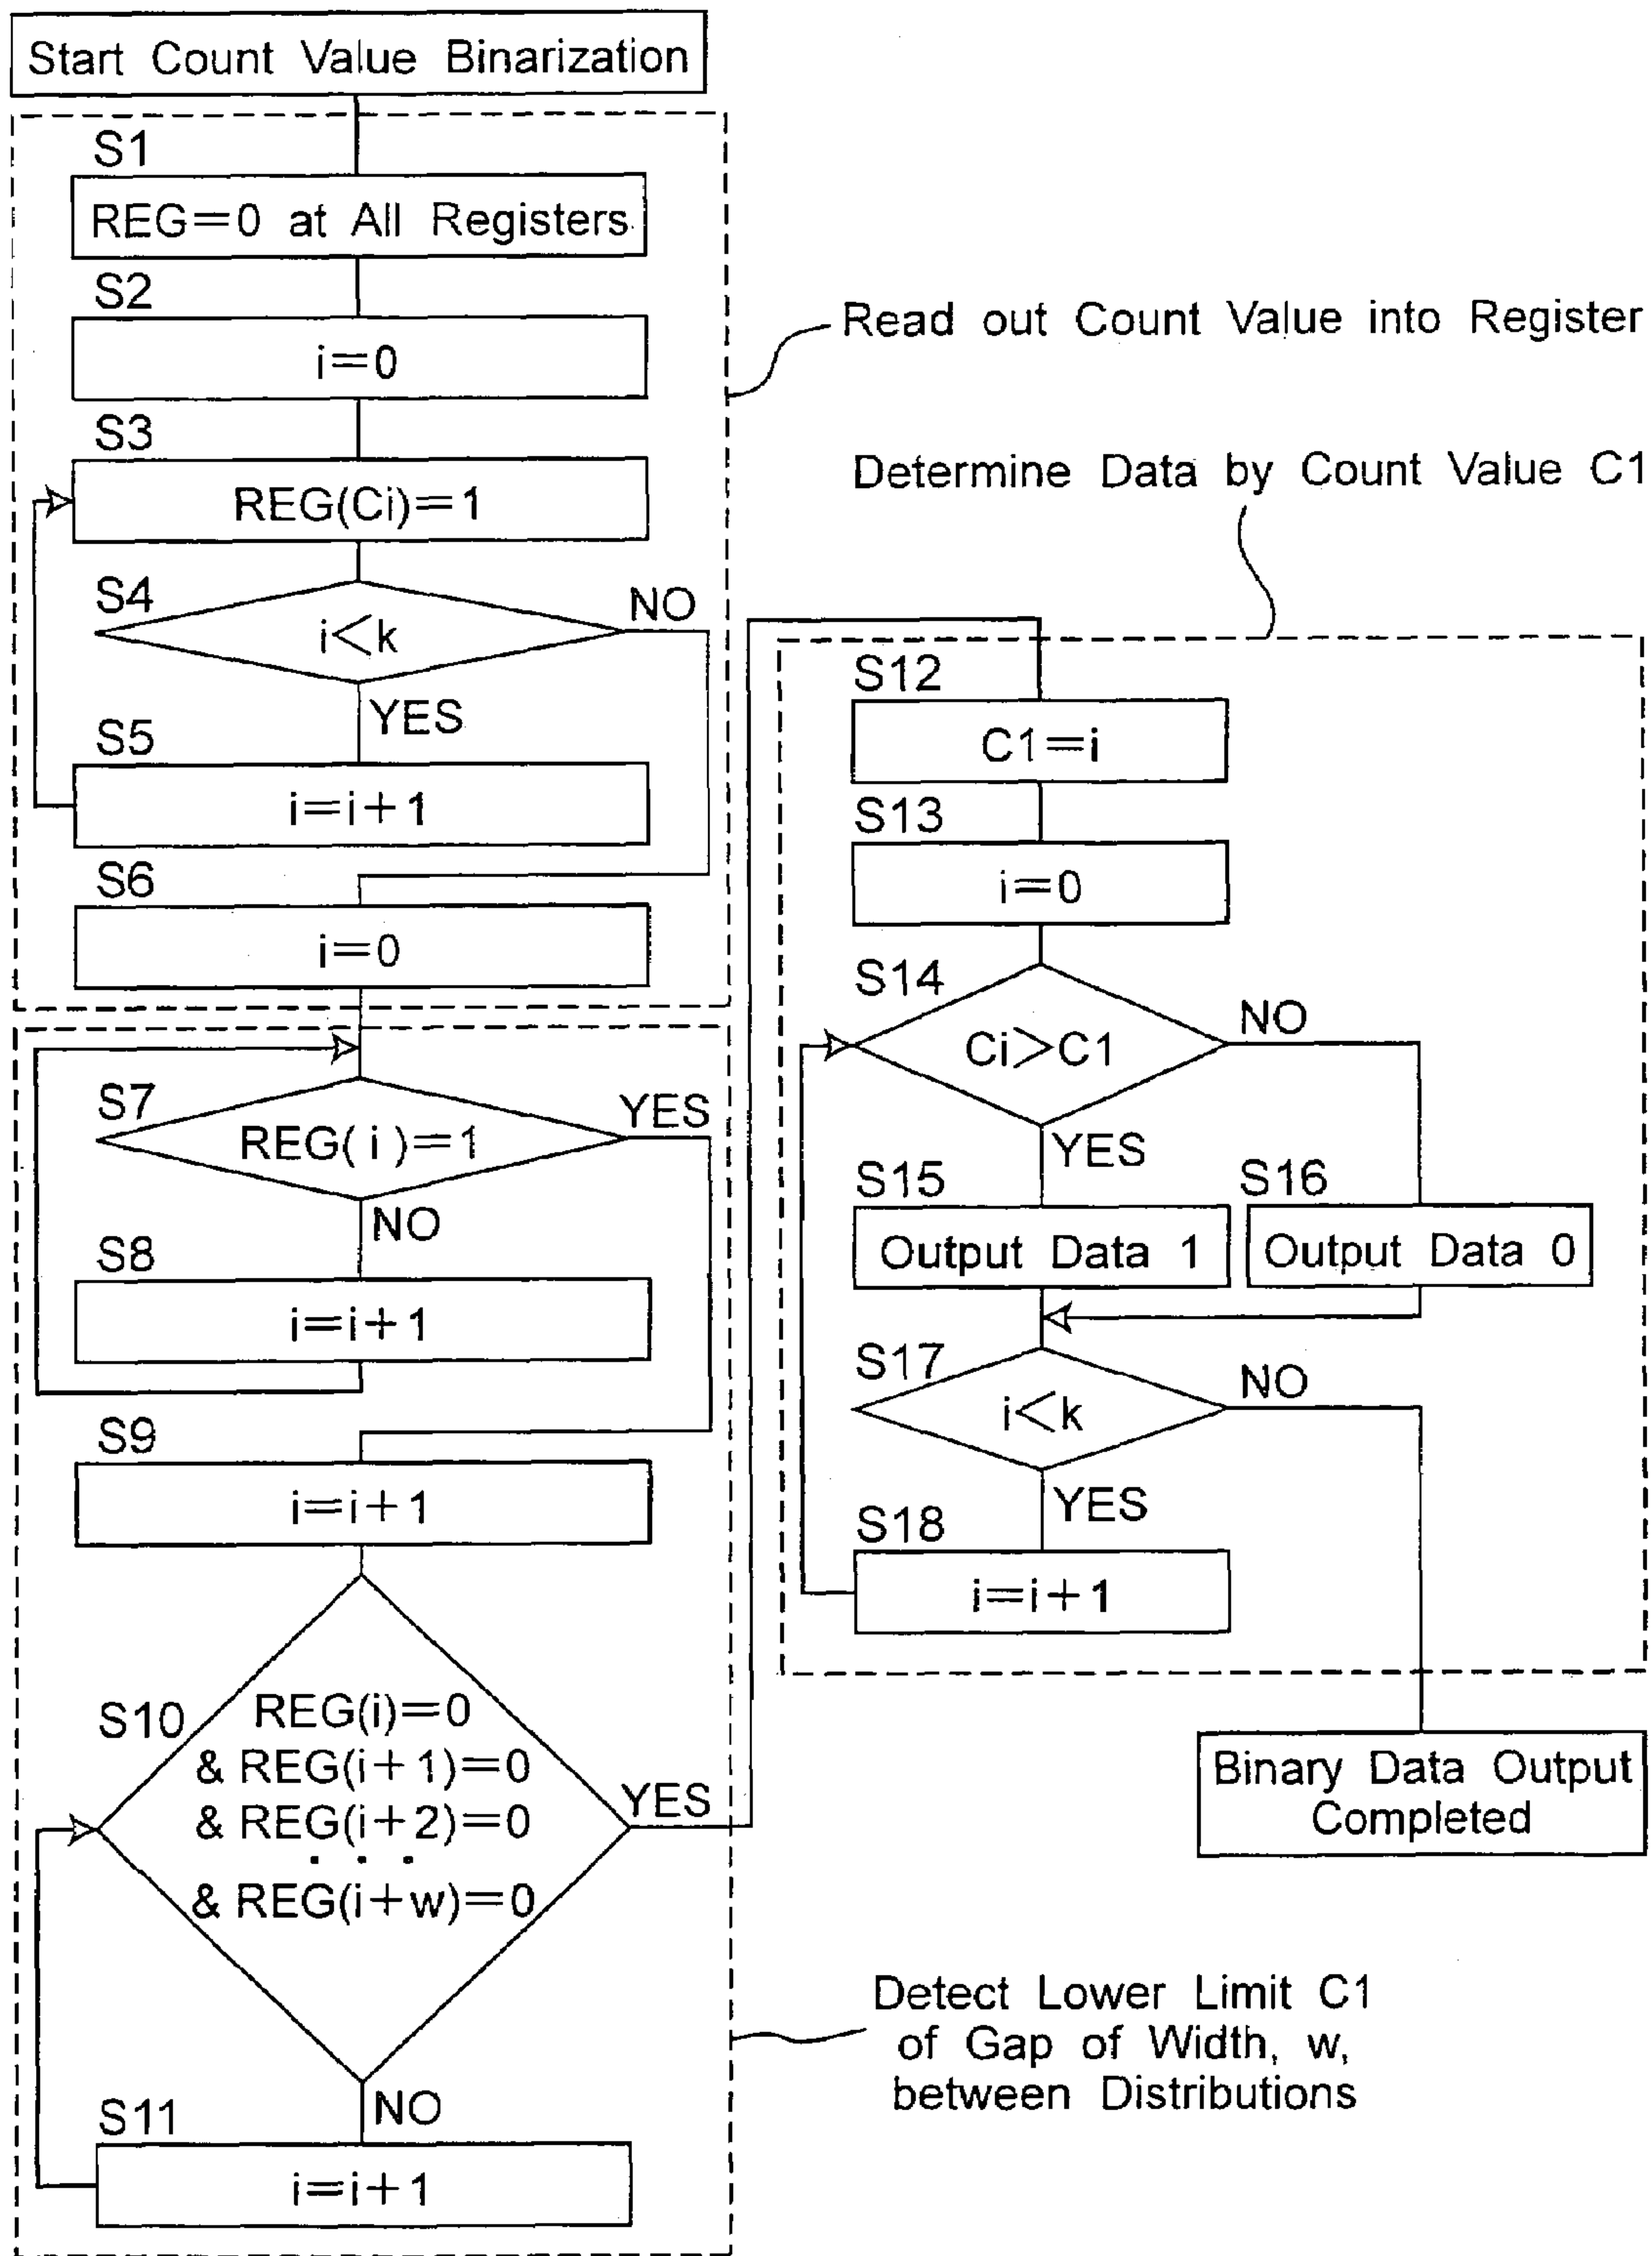 Start Count Value Binarization
S1
REG=0 at All Registers
S2
i=0
S3
REG(Ci)=1
S4
i<k
NO
YES
S5
i=i+1
S6
i=0
Read out Count Value into Register
S7
REG(i)=1
YES
NO
S8
i=i+1
S9
i=i+1
S10
REG(i)=0
& REG(i+1)=0
& REG(i+2)=0
. . .
& REG(i+w)=0
YES
NO
S11
i=i+1
Detect Lower Limit C1
of Gap of Width, w,
between Distributions
Determine Data by Count Value C1
S12
C1=i
S13
i=0
S14
Ci>C1
NO
YES
S15
Output Data 1
S16
Output Data 0
S17
i<k
NO
YES
S18
i=i+1
Binary Data Output
Completed